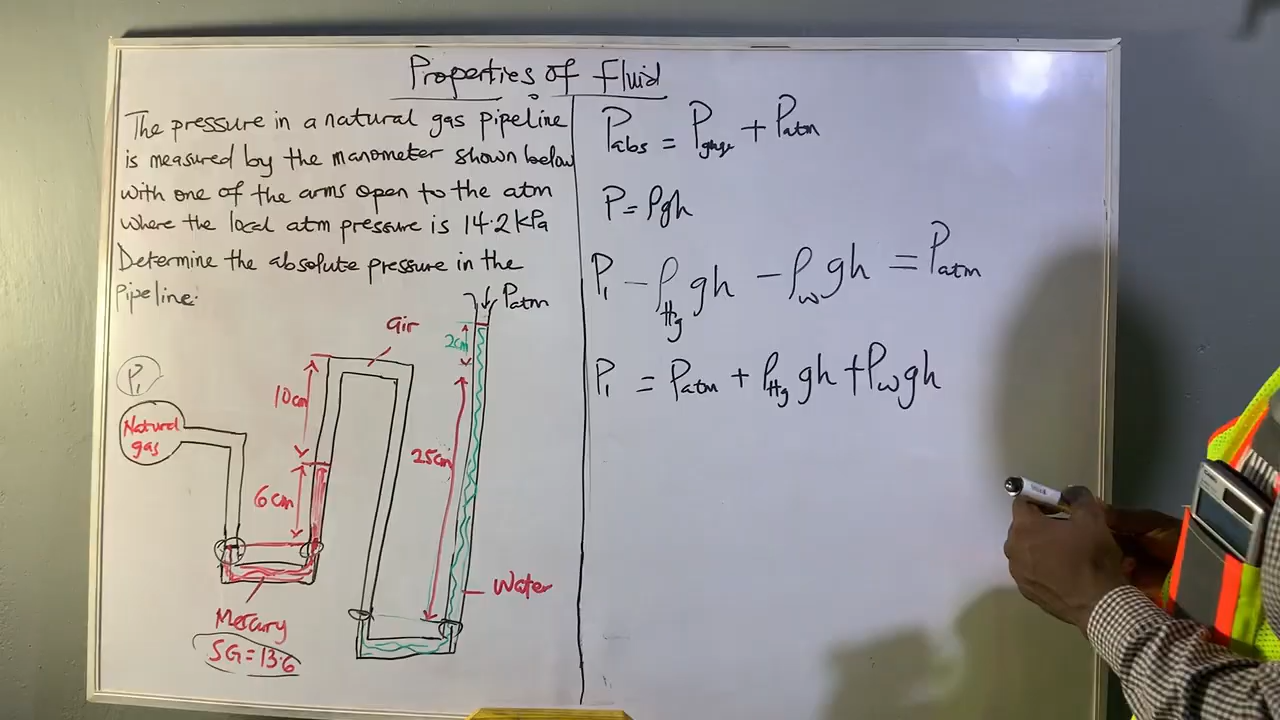 Properties of Fluid
The pressure in a natural gas pipeline
is measured by the manometer shown below
with one of the arms open to the atm
where the local atm pressure is 14.2 kPa
Determine the absolute pressure in the
Pipeline.
P₁
Natural
gas
10cm
6cm
Mercury
SG = 13.6
air
25cm
2cm
Patm
Water
Pabs = Pgauge + Patm
P = ρgh
P₁ - ρHg gh - ρw gh = Patm
P₁ = Patm + ρHg gh + ρw gh